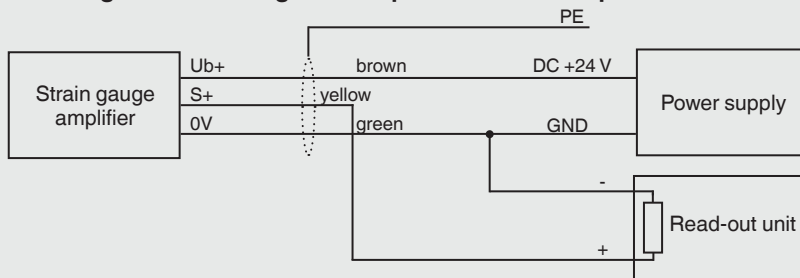 PE
Ub+ brown DC +24 V
Strain gauge
amplifier
S+ yellow
Power supply
0V green GND
-
Read-out unit
+